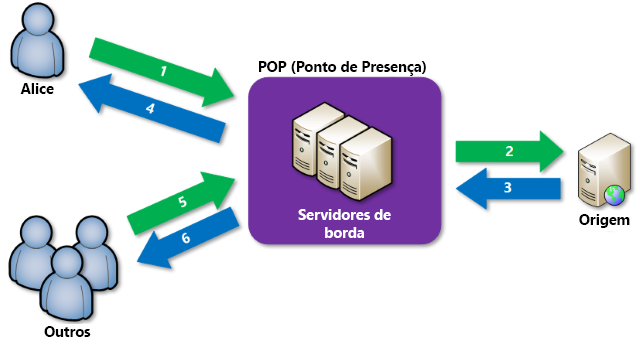 POP (Ponto de Presença)
1
Alice
4
2
3
Servidores de
borda
Origem
5
6
Outros